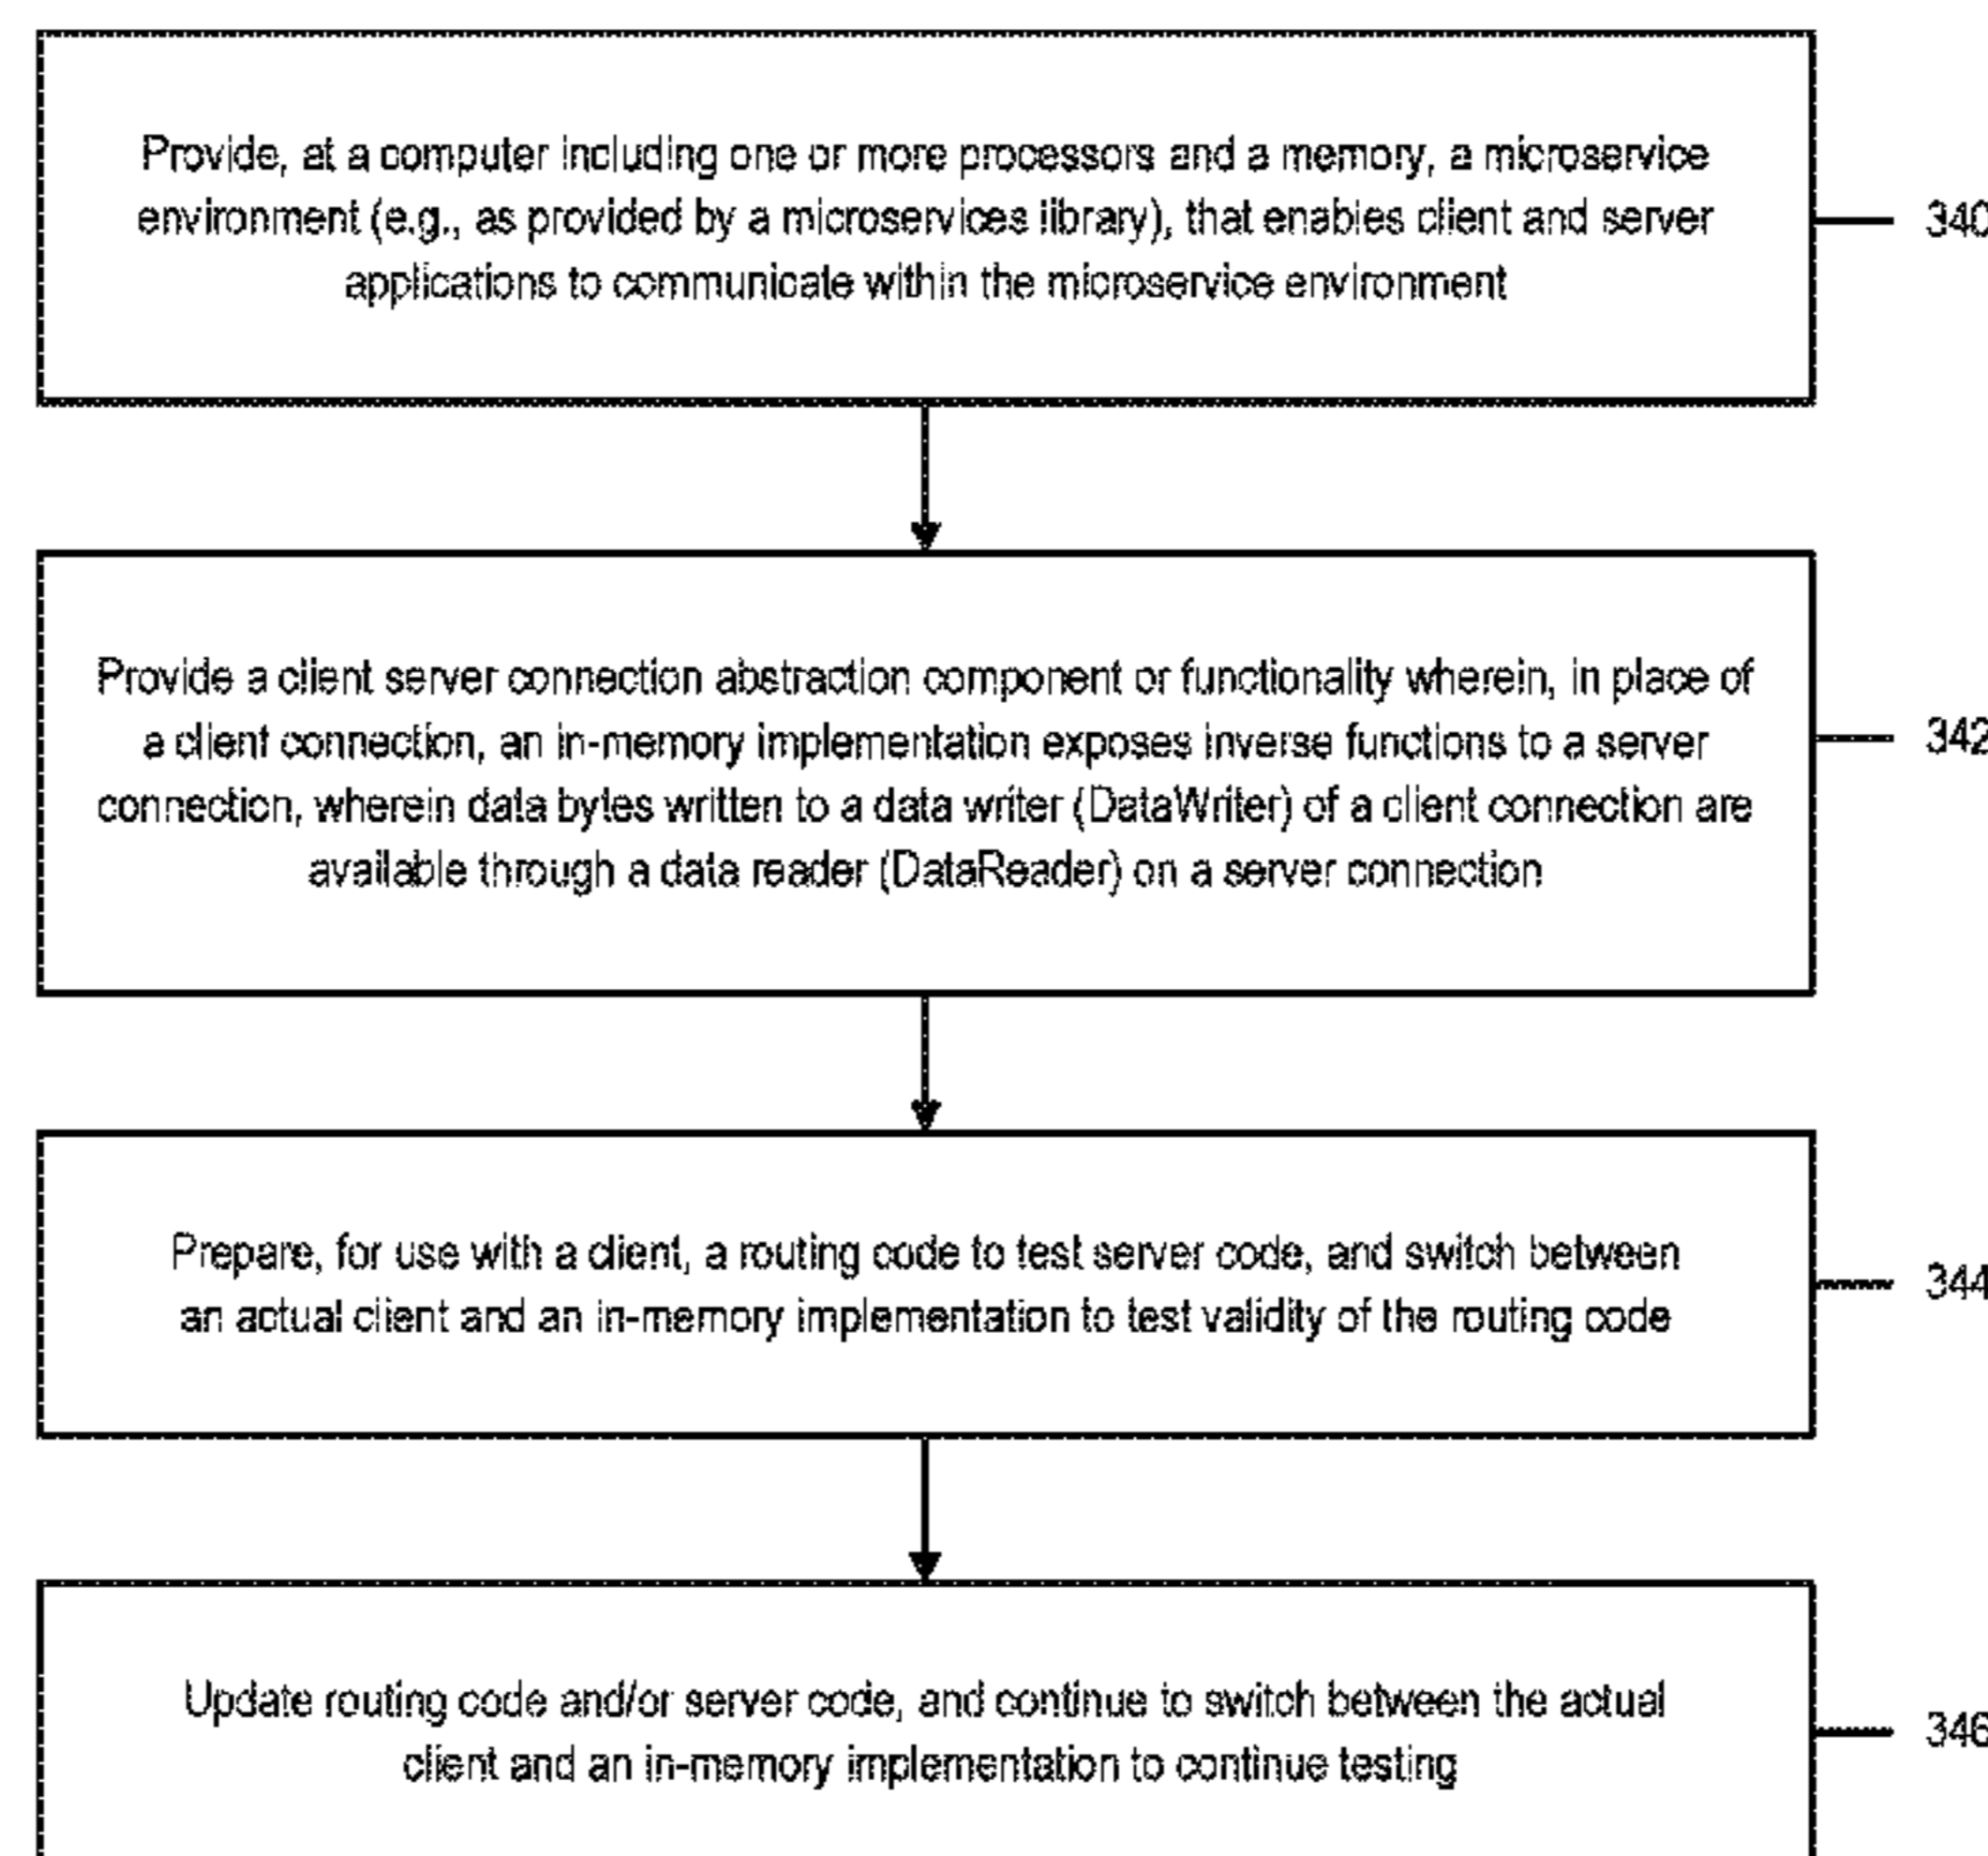 Provide, at a computer including one or more processors and a memory, a microservice
environment (e.g., as provided by a microservices library), that enables client and server
applications to communicate within the microservice environment
340
Provide a client server connection abstraction component or functionality wherein, in place of
a client connection, an in-memory implementation exposes inverse functions to a server
connection, wherein data bytes written to a data writer (DataWriter) of a client connection are
available through a data reader (DataReader) on a server connection
342
Prepare, for use with a client, a routing code to test server code, and switch between
an actual client and an in-memory implementation to test validity of the routing code
344
Update routing code and/or server code, and continue to switch between the actual
client and an in-memory implementation to continue testing
346